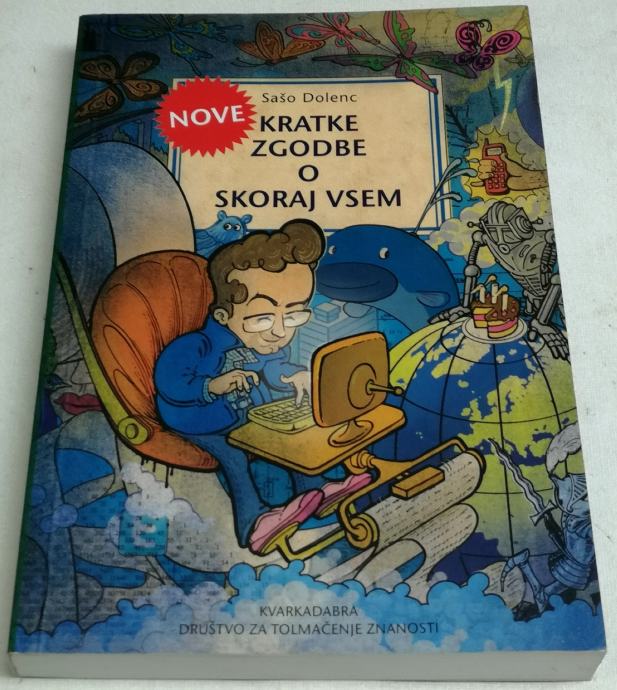 Sašo Dolenc
NOVE
KRATKE
ZGODBE
O
SKORAJ VSEM
KVARKADABRA
DRUŠTVO ZA TOLMAČENJE ZNANOSTI